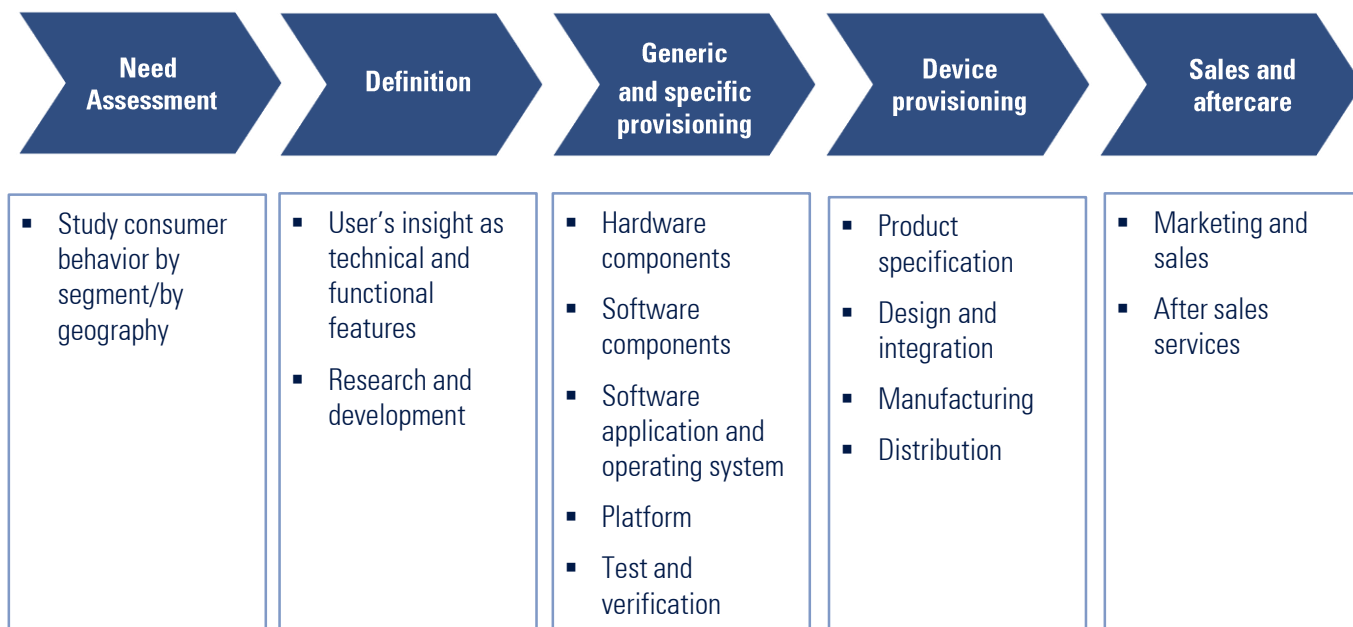 Need
Assessment
Definition
Generic
and specific
provisioning
Device
provisioning
Sales and
aftercare
▪ Study consumer
behavior by
segment/by
geography
▪ User's insight as
technical and
functional
features
▪ Research and
development
▪ Hardware
components
▪ Software
components
▪ Software
application and
operating system
▪ Platform
▪ Test and
verification
▪ Product
specification
▪ Design and
integration
▪ Manufacturing
▪ Distribution
▪ Marketing and
sales
▪ After sales
services